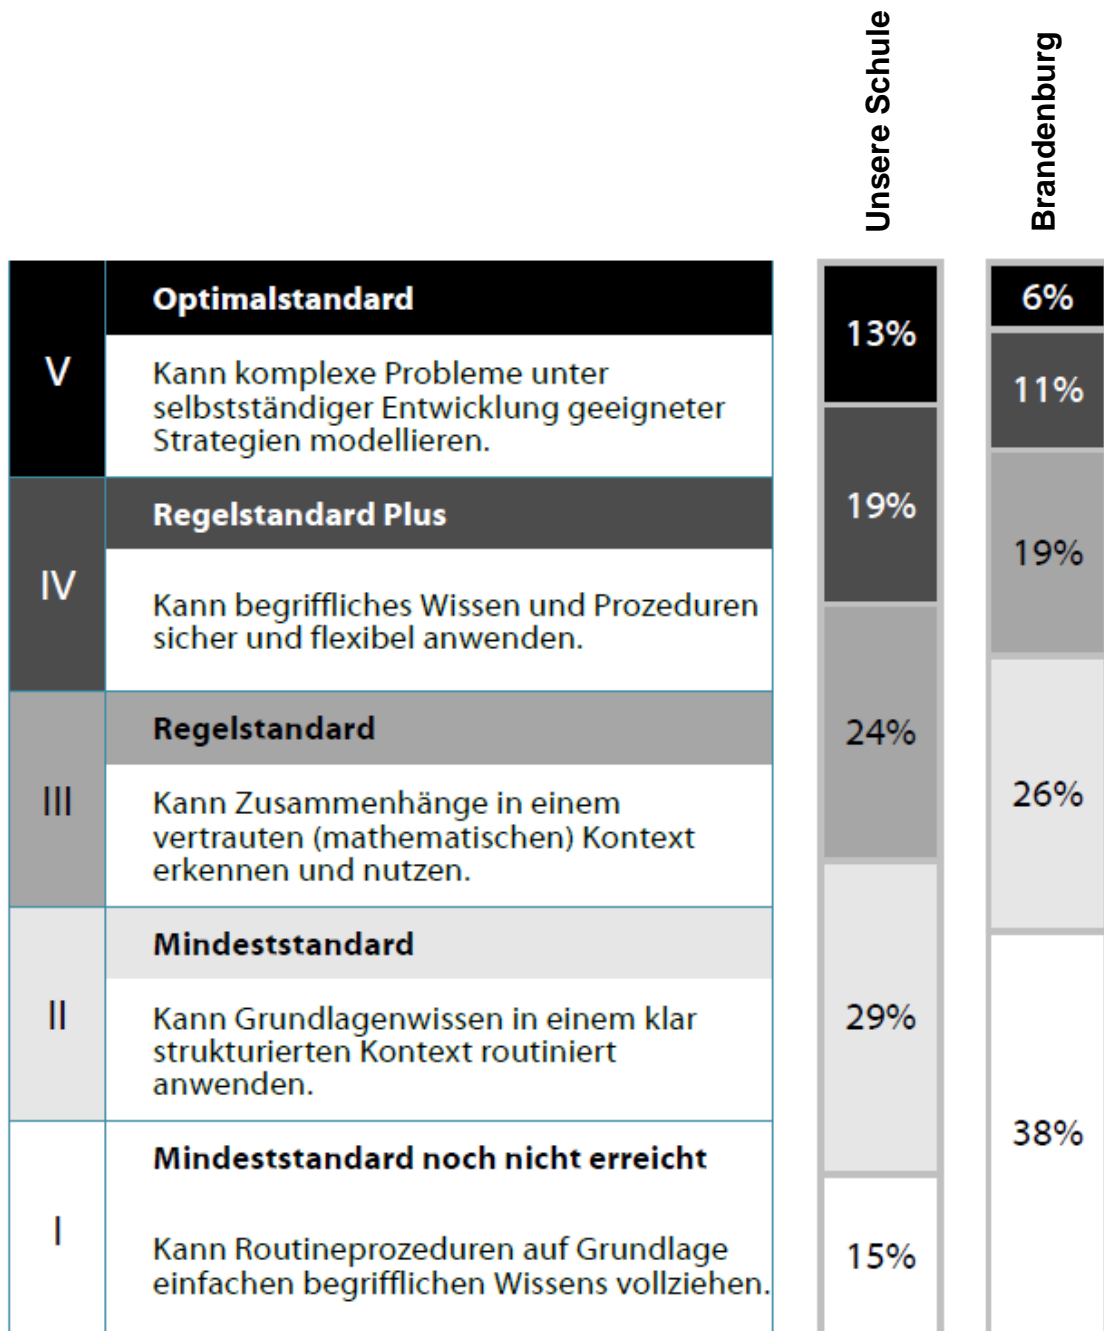 Unsere Schule
Brandenburg
V
Optimalstandard
Kann komplexe Probleme unter
selbstständiger Entwicklung geeigneter
Strategien modellieren.
IV
Regelstandard Plus
Kann begriffliches Wissen und Prozeduren
sicher und flexibel anwenden.
III
Regelstandard
Kann Zusammenhänge in einem
vertrauten (mathematischen) Kontext
erkennen und nutzen.
II
Mindeststandard
Kann Grundlagenwissen in einem klar
strukturierten Kontext routiniert
anwenden.
I
Mindeststandard noch nicht erreicht
Kann Routineprozeduren auf Grundlage
einfachen begrifflichen Wissens vollziehen.
13%
19%
24%
29%
15%
6%
11%
19%
26%
38%